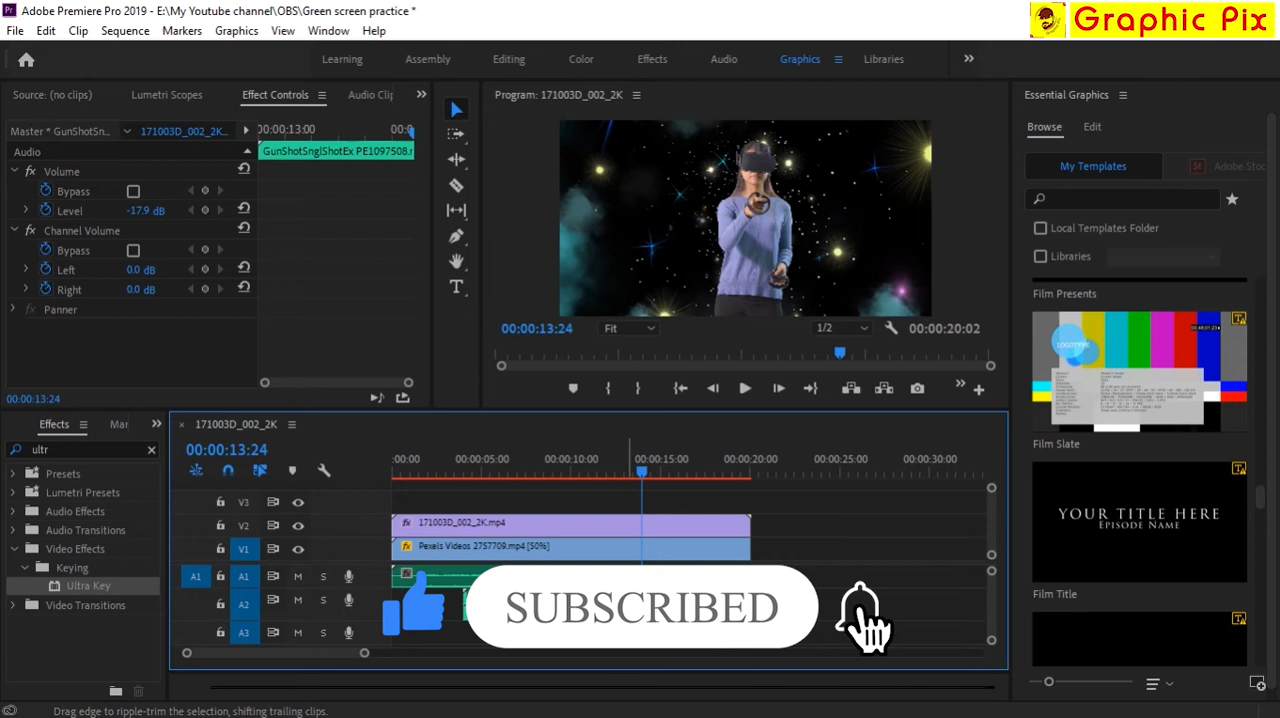 Adobe Premiere Pro 2019 - E:\My Youtube channel\OBS\Green screen practice *
Graphic Pix
File Edit Clip Sequence Markers Graphics View Window Help
Learning Assembly Editing Color Effects Audio Graphics Libraries
Source: (no clips) Lumetri Scopes Effect Controls Audio Clip
Program: 171003D_002_2K
Essential Graphics
Master * GunShotSn... 171003D_002_2K...
00:00:13:00 00:0
Browse Edit
Audio
GunShotSnglShotEx PE1097508.
My Templates
Adobe Stoc
fx Volume
Bypass
Level -17.9 dB
Local Templates Folder
fx Channel Volume
Bypass
Libraries
Left 0.0 dB
Right 0.0 dB
Film Presents
fx Panner
00:00:13:24 Fit 1/2 00:00:20:02
LOGOTYPE
00:00:13:24
Effects Mar
171003D_002_2K
Film Slate
ultr
00:00:13:24
:00:00 00:00:05:00 00:00:10:00 00:00:15:00 00:00:20:00 00:00:25:00 00:00:30:00
Presets
Lumetri Presets
Audio Effects
Audio Transitions
Video Effects
Keying
Ultra Key
Video Transitions
V3
V2 fx 171003D_002_2K.mp4
V1 fx Pexels Videos 2757709.mp4 [50%]
A1 A1 M S fx
A2 M S
A3 M S
YOUR TITLE HERE
EPISODE NAME
Film Title
SUBSCRIBED
Drag edge to ripple-trim the selection, shifting trailing clips.